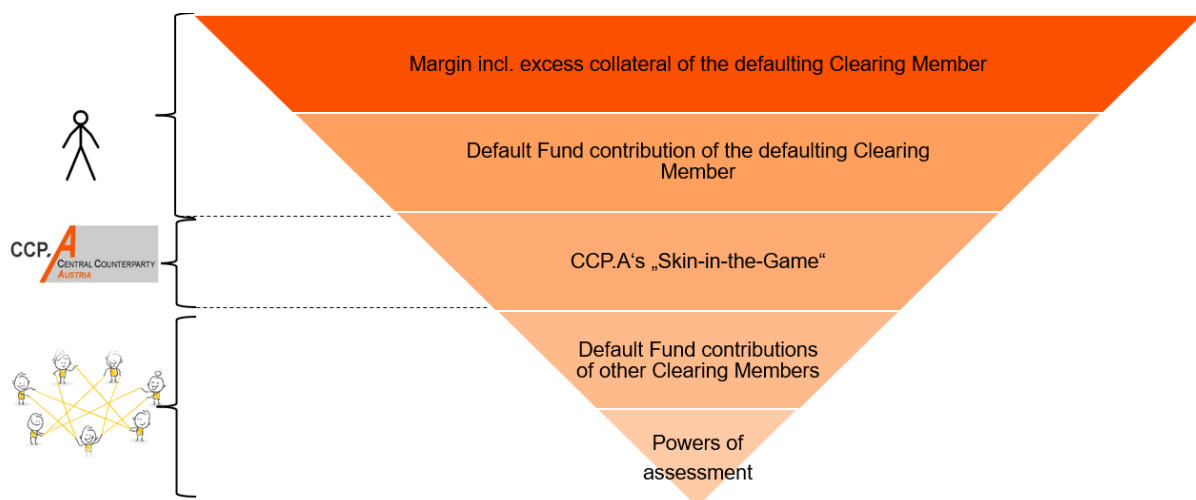 Margin incl. excess collateral of the defaulting Clearing Member
Default Fund contribution of the defaulting Clearing
Member
CCP.A
CENTRAL COUNTERPARTY
AUSTRIA
CCP.A‘s „Skin-in-the-Game“
Default Fund contributions
of other Clearing Members
Powers of
assessment